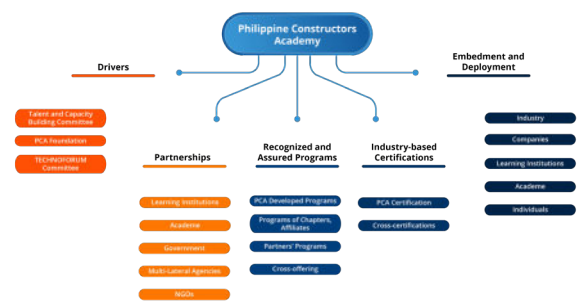 Philippine Constructors
Academy
Drivers
Talent and Capacity
Building Committee
PCA Foundation
TECHNOFORUM
Committee
Partnerships
Learning Institutions
Academe
Government
Multi-Lateral Agencies
NGOs
Recognized and
Assured Programs
PCA Developed Programs
Programs of Chapters,
Affiliates
Partners' Programs
Cross-offering
Industry-based
Certifications
PCA Certification
Cross-certifications
Embedment and
Deployment
Industry
Companies
Learning Institutions
Academe
Individuals